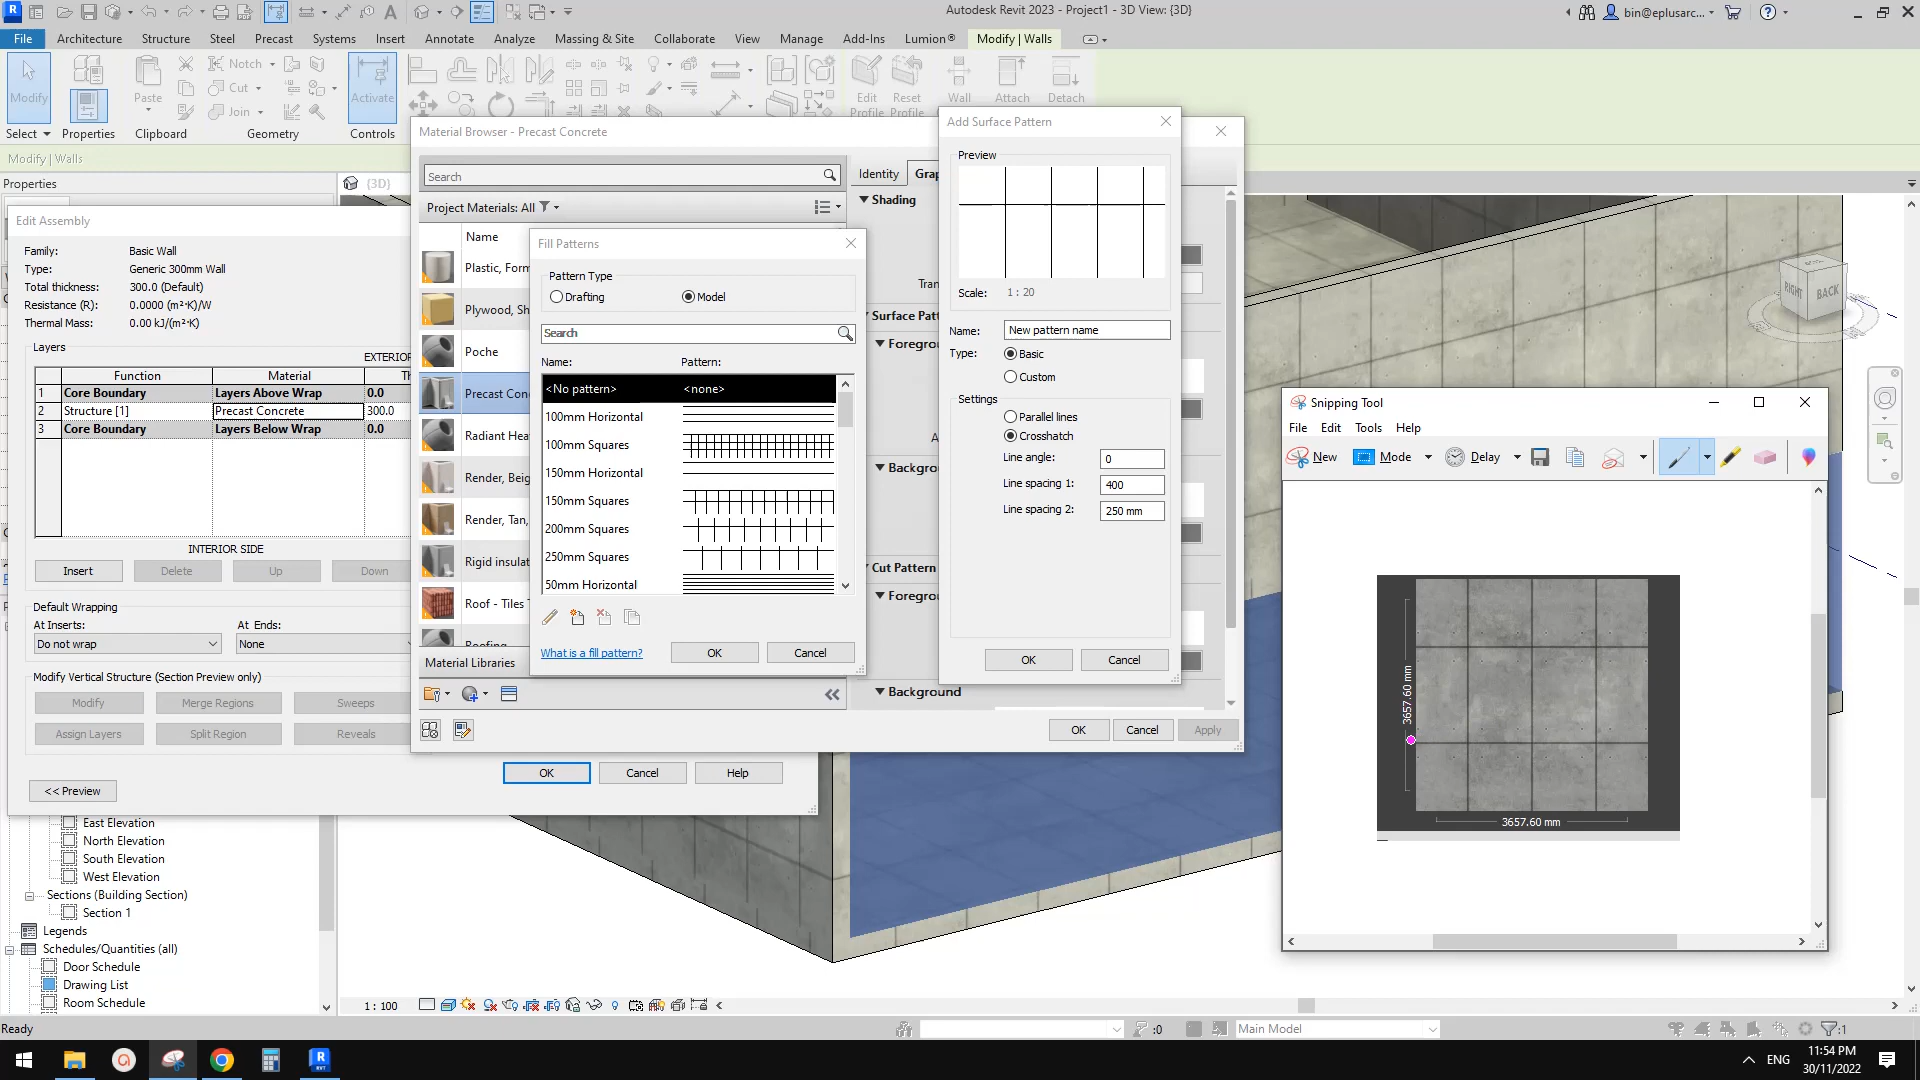 Autodesk Revit 2023 - Project1 - 3D View: {3D}
bin@eplusarc...
File Architecture Structure Steel Precast Systems Insert Annotate Analyze Massing & Site Collaborate View Manage Add-Ins Lumion® Modify | Walls
Modify
Paste
Notch
Cut
Join
Activate
Edit Profile
Reset Profile
Wall
Attach
Detach
Select Properties Clipboard Geometry Controls
Modify | Walls
Properties
{3D}
Edit Assembly
Family: Basic Wall
Type: Generic 300mm Wall
Total thickness: 300.0 (Default)
Resistance (R): 0.0000 (m²·K)/W
Thermal Mass: 0.00 kJ/(m²·K)
Layers
EXTERIOR
Function Material Th
1 Core Boundary Layers Above Wrap 0.0
2 Structure [1] Precast Concrete 300.0
3 Core Boundary Layers Below Wrap 0.0
INTERIOR SIDE
Insert Delete Up Down
Default Wrapping
At Inserts: At Ends:
Do not wrap None
Modify Vertical Structure (Section Preview only)
Modify Merge Regions Sweeps
Assign Layers Split Region Reveals
<< Preview
OK Cancel Help
East Elevation
North Elevation
South Elevation
West Elevation
Sections (Building Section)
Section 1
Legends
Schedules/Quantities (all)
Door Schedule
Drawing List
Room Schedule
Material Browser - Precast Concrete
Search
Project Materials: All
Name
Plastic, Form
Plywood, Sh
Poche
Precast Con
Radiant Hea
Render, Beig
Render, Tan,
Rigid insulat
Roof - Tiles T
Roofing
Material Libraries
Identity Grap
Shading
Tran
Surface Patt
Foregro
A
Backgro
Cut Pattern
Foregro
Background
OK Cancel Apply
Fill Patterns
Pattern Type
Drafting Model
Search
Name: Pattern:
<No pattern> <none>
100mm Horizontal
100mm Squares
150mm Horizontal
150mm Squares
200mm Squares
250mm Squares
50mm Horizontal
What is a fill pattern?
OK Cancel
Add Surface Pattern
Preview
Scale: 1 : 20
Name: New pattern name
Type: Basic
Custom
Settings
Parallel lines
Crosshatch
Line angle: 0
Line spacing 1: 400
Line spacing 2: 250 mm
OK Cancel
RIGHT BACK
Snipping Tool
File Edit Tools Help
New Mode Delay
3657.60 mm
3657.60 mm
1 : 100
Ready
:0
Main Model
:1
ENG
11:54 PM
30/11/2022